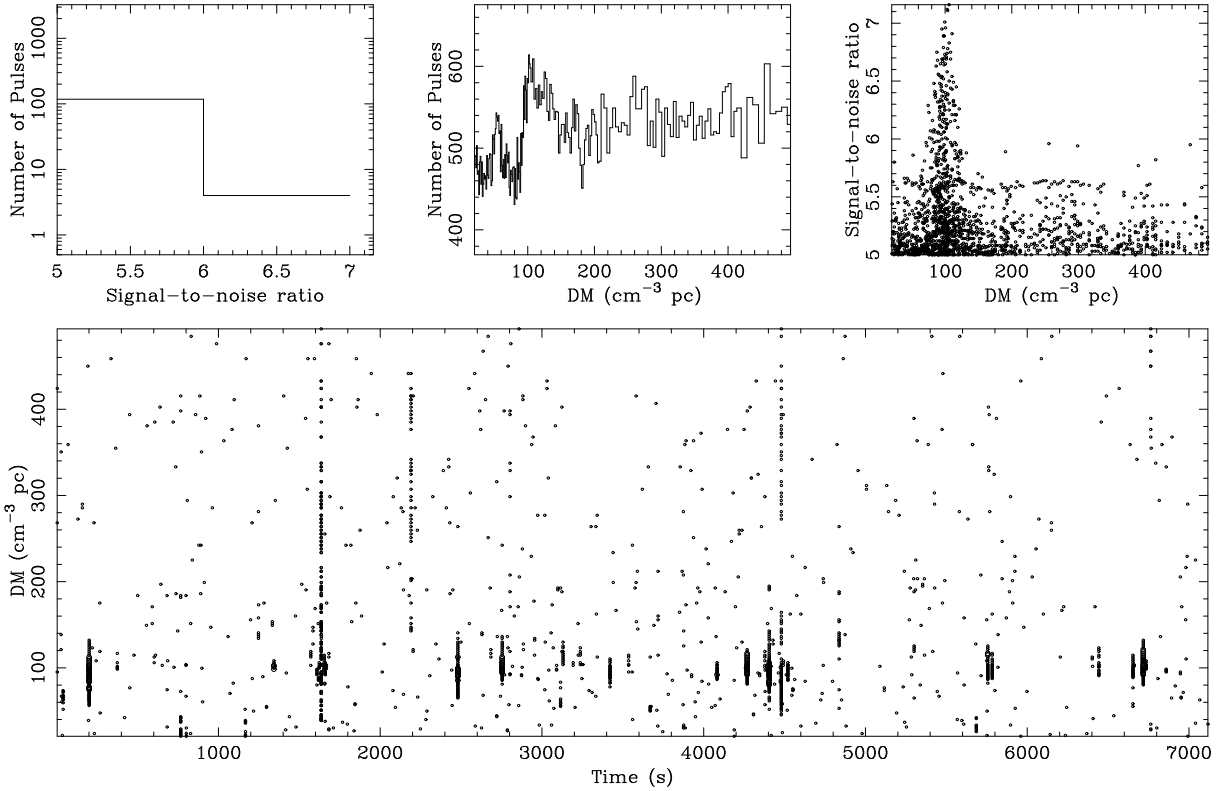 Number of Pulses
1000
100
10
1
5 5.5 6 6.5 7
Signal−to−noise ratio
Number of Pulses
600
500
400
100 200 300 400
DM (cm−3 pc)
Signal−to−noise ratio
7
6.5
6
5.5
5
100 200 300 400
DM (cm−3 pc)
DM (cm−3 pc)
400
300
200
100
1000 2000 3000 4000 5000 6000 7000
Time (s)